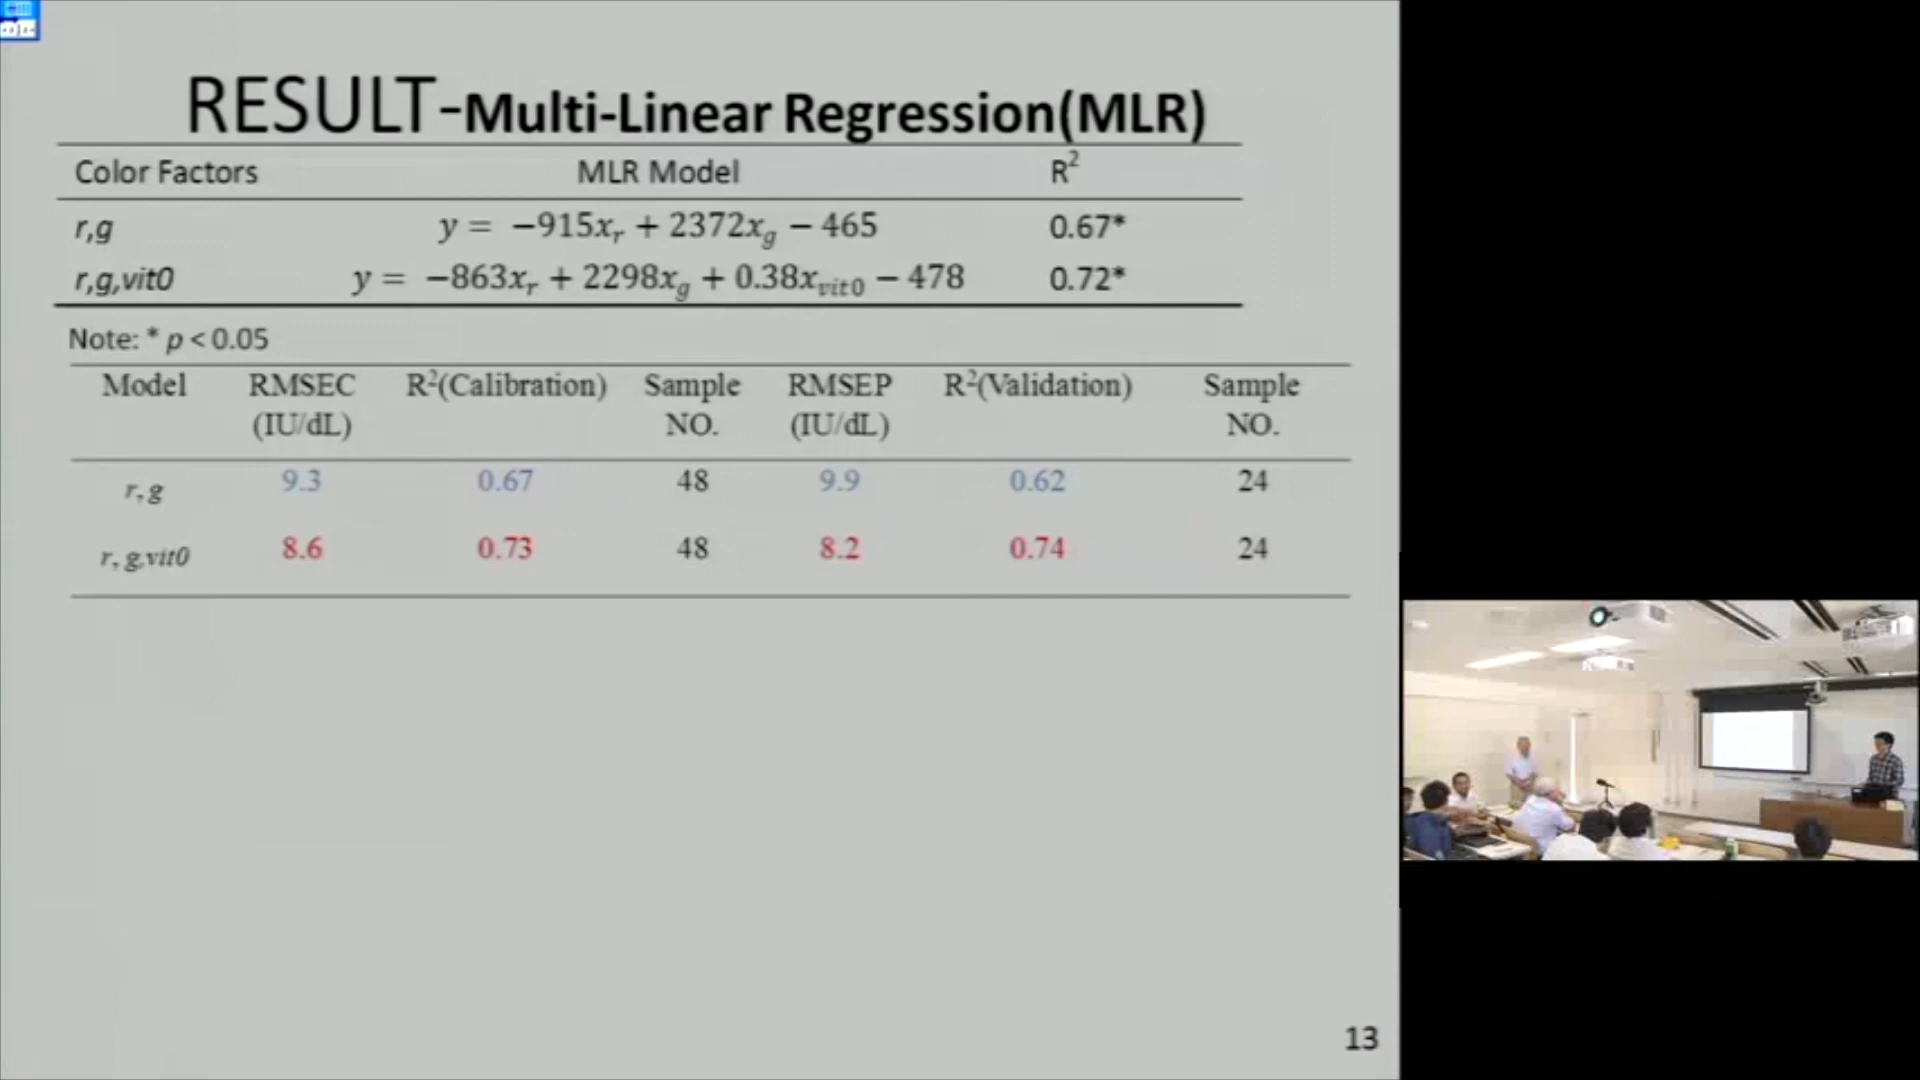 RESULT-Multi-Linear Regression(MLR)
Color Factors MLR Model R²
r,g y = −915xᵣ + 2372x_g − 465 0.67*
r,g,vit0 y = −863xᵣ + 2298x_g + 0.38x_vit0 − 478 0.72*
Note: * p < 0.05
Model RMSEC R²(Calibration) Sample RMSEP R²(Validation) Sample
(IU/dL) NO. (IU/dL) NO.
r, g 9.3 0.67 48 9.9 0.62 24
r, g,vit0 8.6 0.73 48 8.2 0.74 24
13